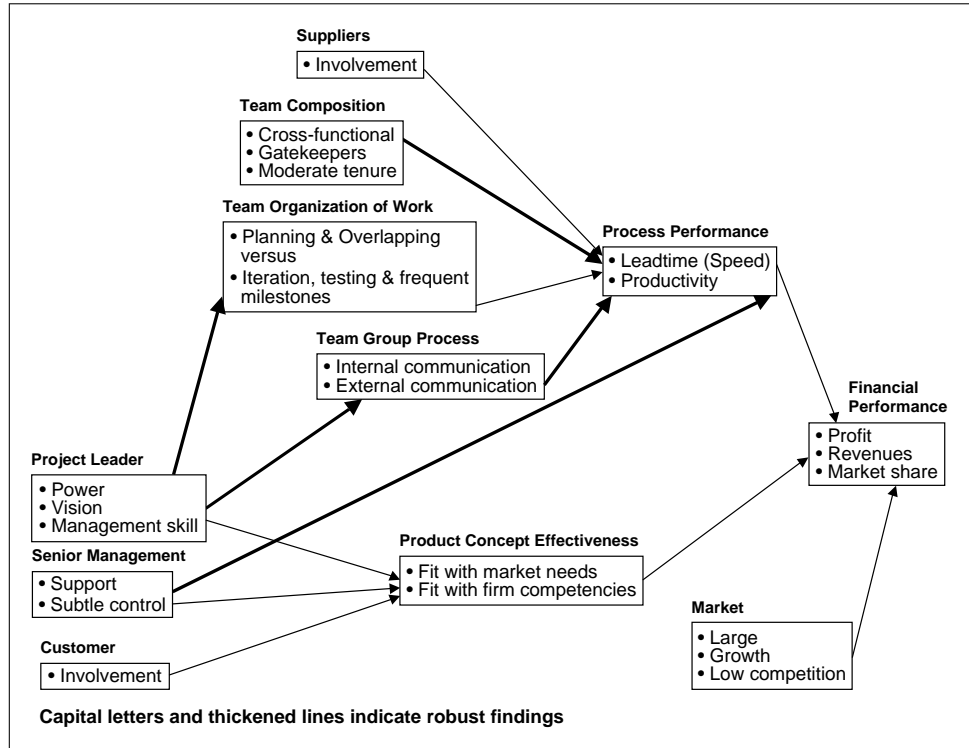 Suppliers
• Involvement
Team Composition
• Cross-functional
• Gatekeepers
• Moderate tenure
Team Organization of Work
• Planning & Overlapping
versus
• Iteration, testing & frequent
milestones
Process Performance
• Leadtime (Speed)
• Productivity
Team Group Process
• Internal communication
• External communication
Financial
Performance
• Profit
• Revenues
• Market share
Project Leader
• Power
• Vision
• Management skill
Senior Management
• Support
• Subtle control
Product Concept Effectiveness
• Fit with market needs
• Fit with firm competencies
Customer
• Involvement
Market
• Large
• Growth
• Low competition
Capital letters and thickened lines indicate robust findings